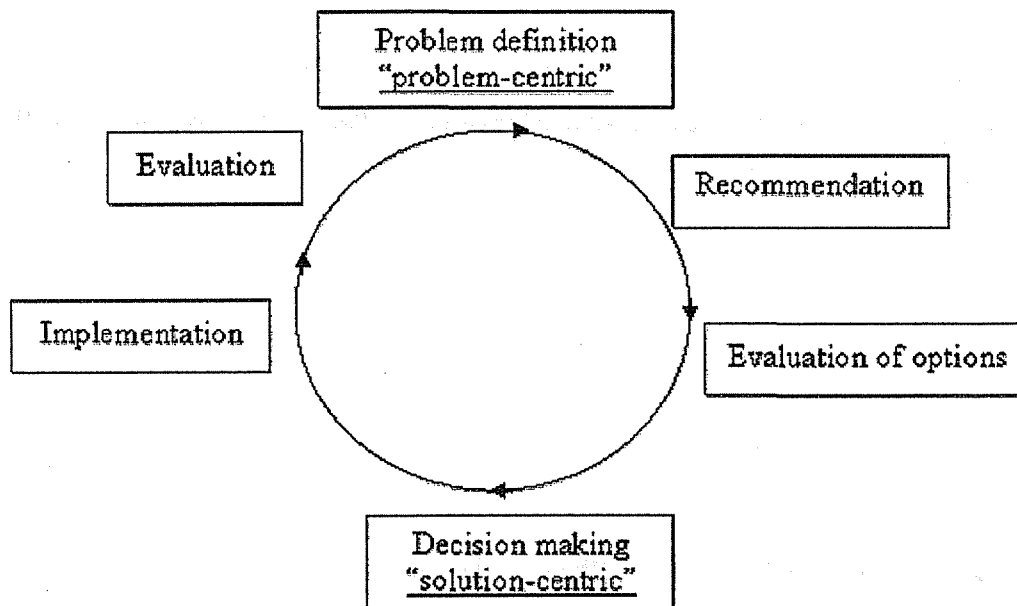 Problem definition
“problem-centric”
Evaluation
Recommendation
Implementation
Evaluation of options
Decision making
“solution-centric”